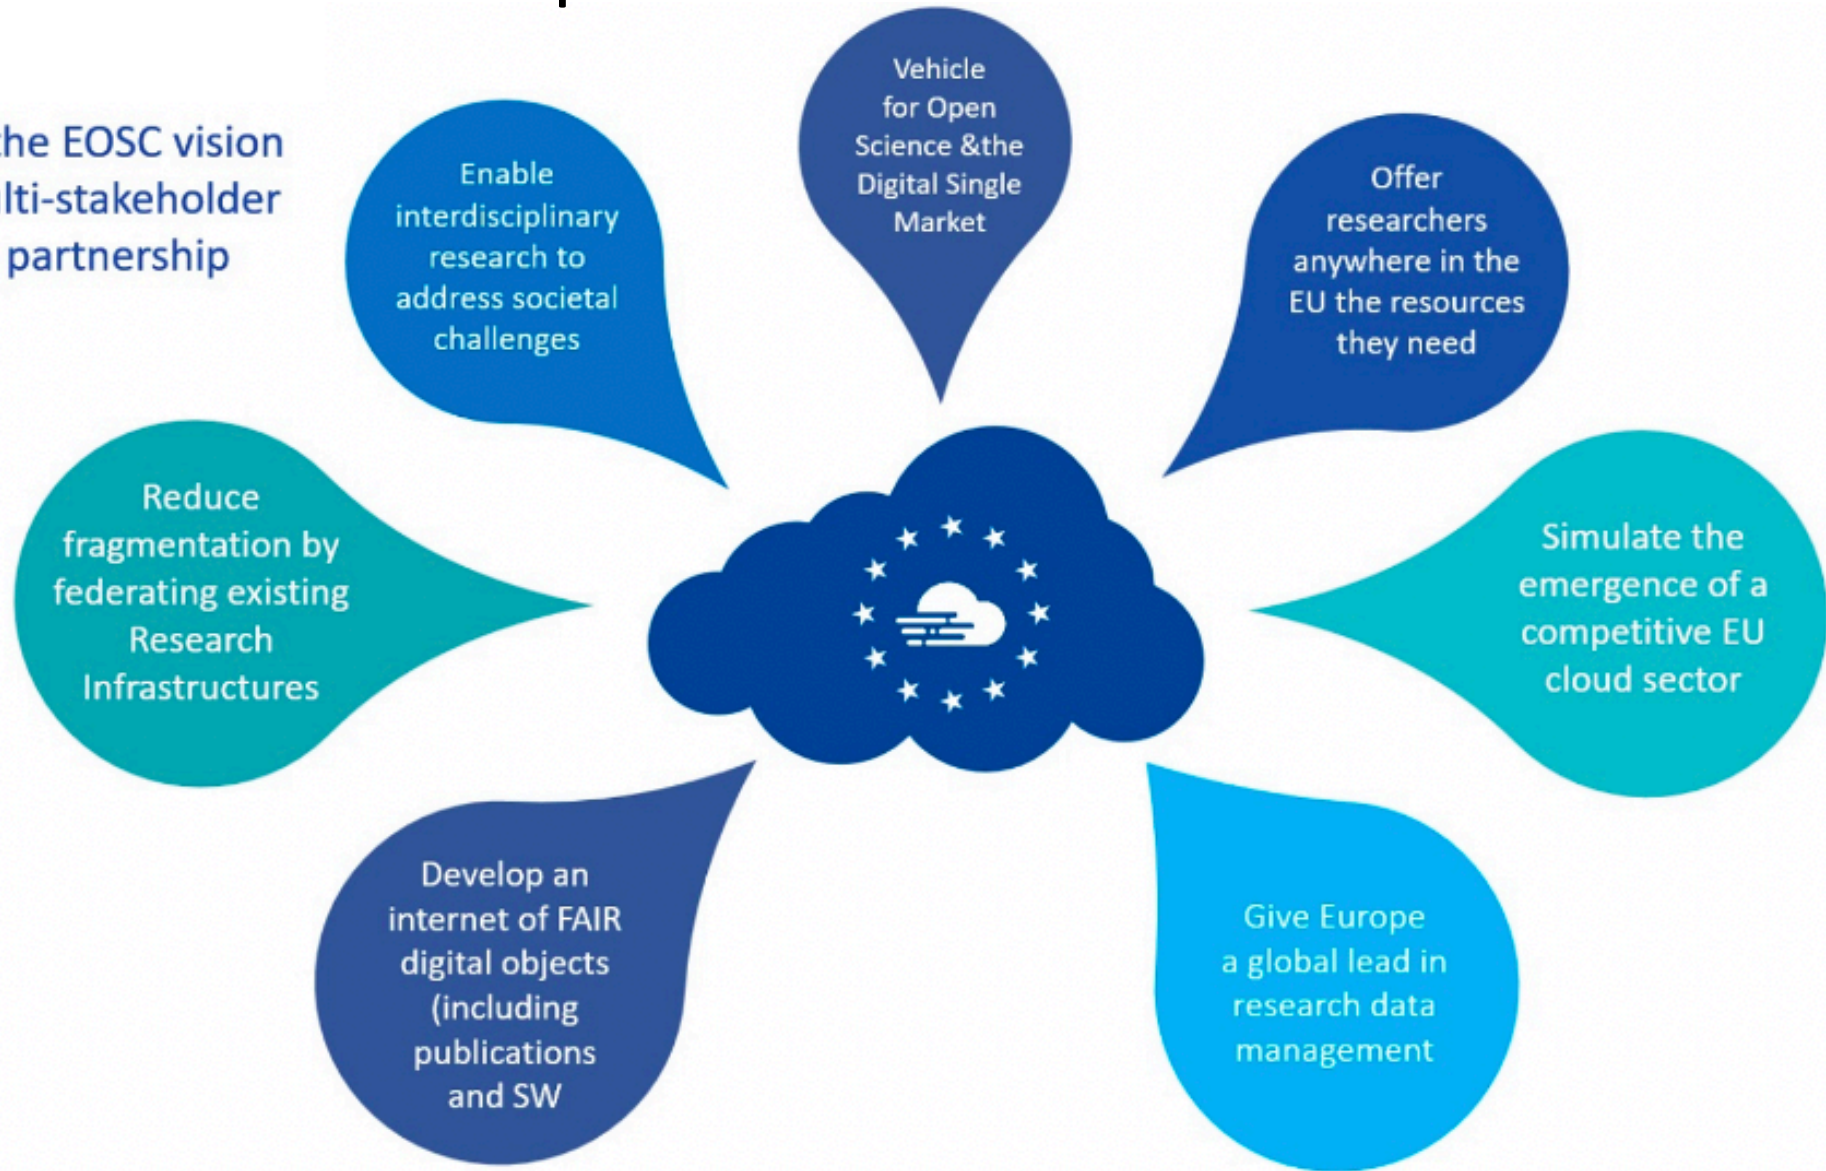 the EOSC vision
lti-stakeholder
partnership
Vehicle
for Open
Science &the
Digital Single
Market
Enable
interdisciplinary
research to
address societal
challenges
Offer
researchers
anywhere in the
EU the resources
they need
Reduce
fragmentation by
federating existing
Research
Infrastructures
Simulate the
emergence of a
competitive EU
cloud sector
Develop an
internet of FAIR
digital objects
(including
publications
and SW
Give Europe
a global lead in
research data
management